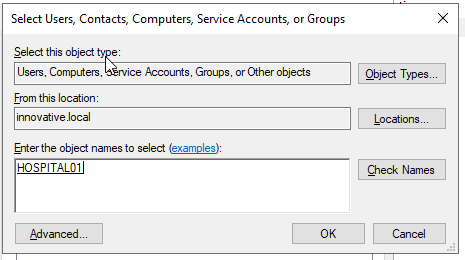 Select Users, Contacts, Computers, Service Accounts, or Groups
Select this object type:
Users, Computers, Service Accounts, Groups, or Other objects
Object Types...
From this location:
innovative.local
Locations...
Enter the object names to select (examples):
HOSPITAL01
Check Names
Advanced...
OK
Cancel